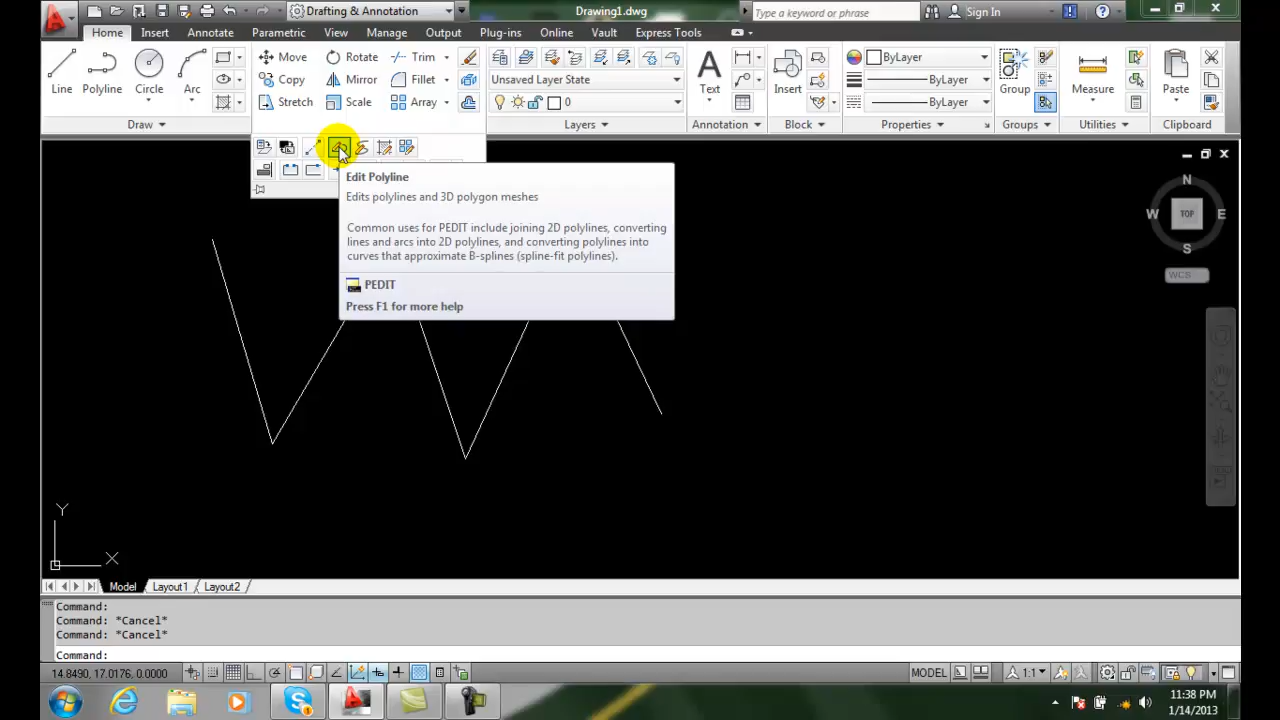 Drafting & Annotation
Drawing1.dwg
Type a keyword or phrase
Sign In
Home Insert Annotate Parametric View Manage Output Plug-ins Online Vault Express Tools
Line Polyline Circle Arc
Move Rotate Trim
Copy Mirror Fillet
Stretch Scale Array
Unsaved Layer State
0
Text
Insert
ByLayer
ByLayer
ByLayer
Group
Measure
Paste
Draw
Layers
Annotation
Block
Properties
Groups
Utilities
Clipboard
Edit Polyline
Edits polylines and 3D polygon meshes
Common uses for PEDIT include joining 2D polylines, converting
lines and arcs into 2D polylines, and converting polylines into
curves that approximate B-splines (spline-fit polylines).
PEDIT
Press F1 for more help
N
W TOP E
S
WCS
Y
X
Model Layout1 Layout2
Command:
Command: *Cancel*
Command: *Cancel*
Command:
14.8490, 17.0176, 0.0000
MODEL
1:1
11:38 PM
1/14/2013